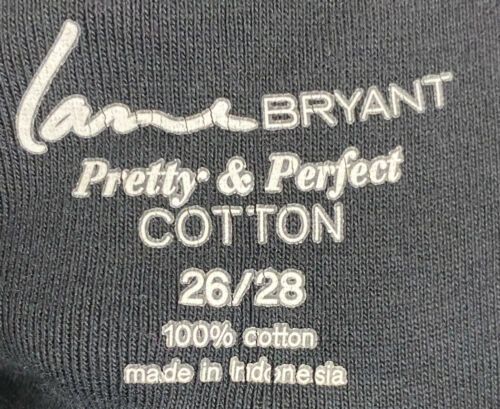 Lane BRYANT
Pretty & Perfect
COTTON
26/28
100% cotton
made in Indonesia